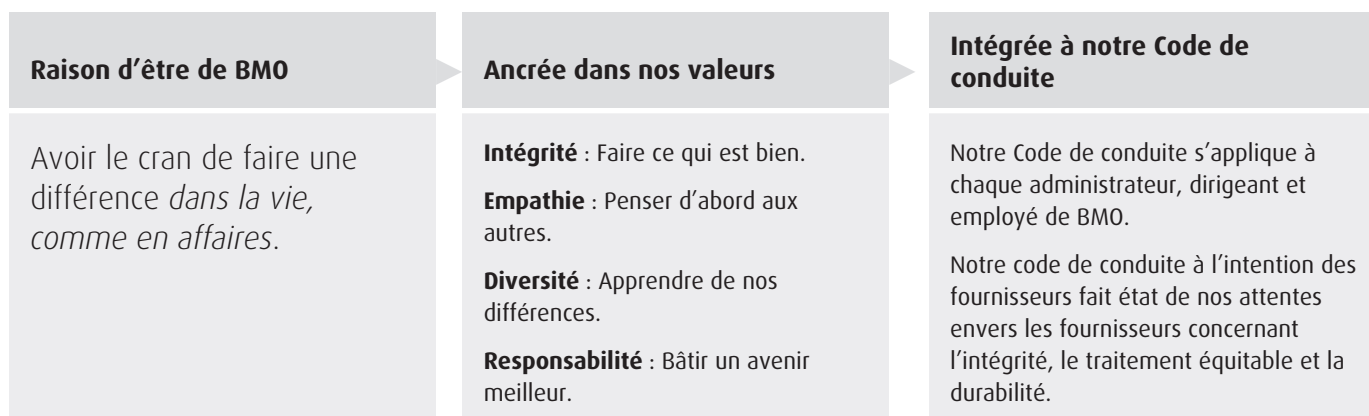 Raison d’être de BMO
Avoir le cran de faire une
différence dans la vie,
comme en affaires.
Ancrée dans nos valeurs
Intégrité : Faire ce qui est bien.
Empathie : Penser d’abord aux
autres.
Diversité : Apprendre de nos
différences.
Responsabilité : Bâtir un avenir
meilleur.
Intégrée à notre Code de
conduite
Notre Code de conduite s’applique à
chaque administrateur, dirigeant et
employé de BMO.
Notre code de conduite à l’intention des
fournisseurs fait état de nos attentes
envers les fournisseurs concernant
l’intégrité, le traitement équitable et la
durabilité.